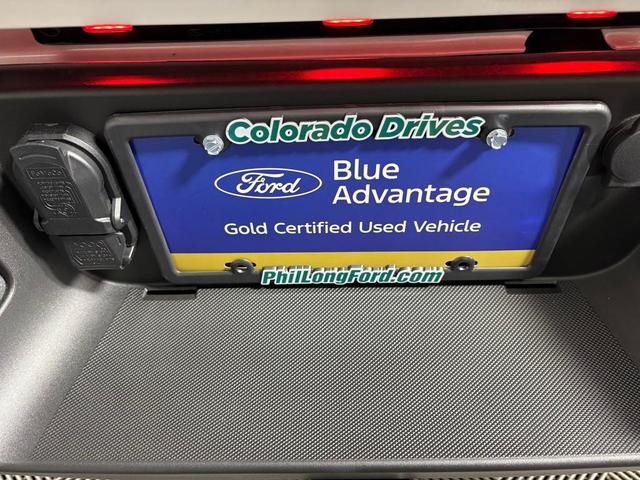 Colorado Drives
Ford
Blue
Advantage
Gold Certified Used Vehicle
PhilLongFord.com